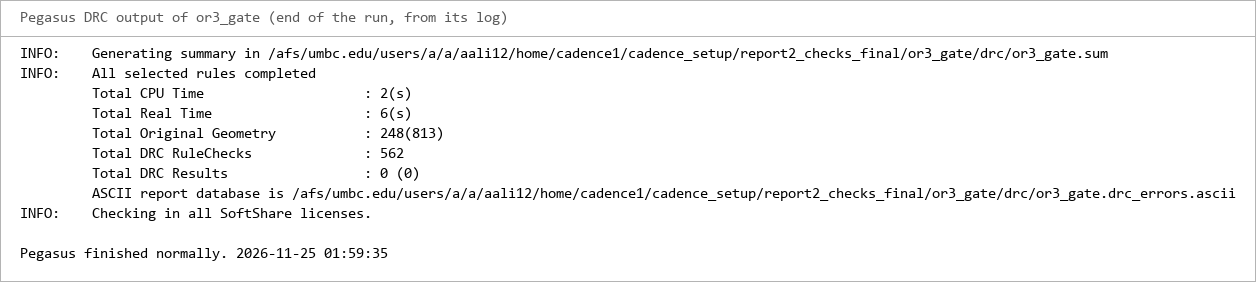 Pegasus DRC output of or3_gate (end of the run, from its log)
INFO:    Generating summary in /afs/umbc.edu/users/a/a/aali12/home/cadence1/cadence_setup/report2_checks_final/or3_gate/drc/or3_gate.sum
INFO:    All selected rules completed
         Total CPU Time                    : 2(s)
         Total Real Time                   : 6(s)
         Total Original Geometry           : 248(813)
         Total DRC RuleChecks              : 562
         Total DRC Results                 : 0 (0)
         ASCII report database is /afs/umbc.edu/users/a/a/aali12/home/cadence1/cadence_setup/report2_checks_final/or3_gate/drc/or3_gate.drc_errors.ascii
INFO:    Checking in all SoftShare licenses.
Pegasus finished normally. 2026-11-25 01:59:35